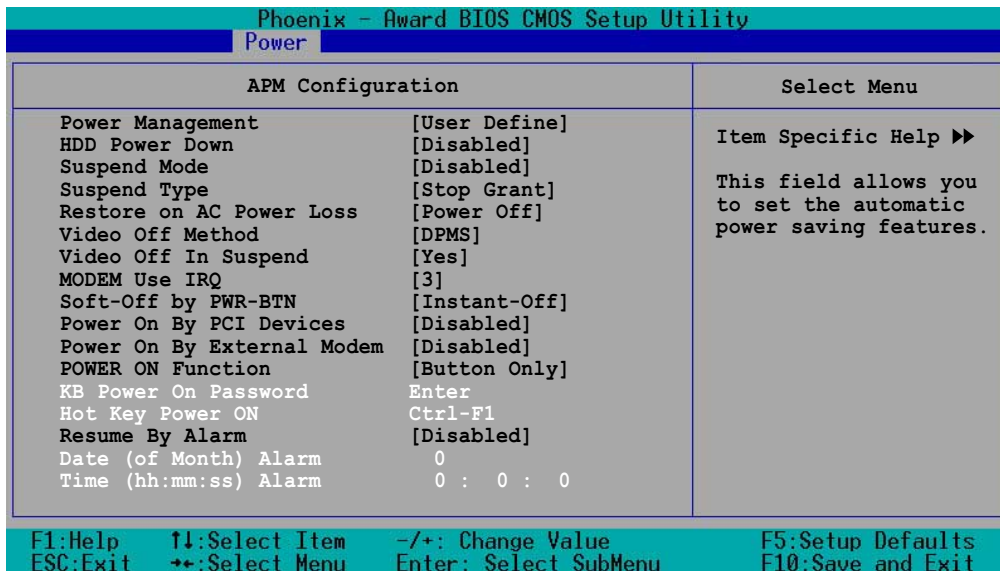 Phoenix - Award BIOS CMOS Setup Utility
Power
APM Configuration
Select Menu
Power Management [User Define]
HDD Power Down [Disabled]
Suspend Mode [Disabled]
Suspend Type [Stop Grant]
Restore on AC Power Loss [Power Off]
Video Off Method [DPMS]
Video Off In Suspend [Yes]
MODEM Use IRQ [3]
Soft-Off by PWR-BTN [Instant-Off]
Power On By PCI Devices [Disabled]
Power On By External Modem [Disabled]
POWER ON Function [Button Only]
KB Power On Password Enter
Hot Key Power ON Ctrl-F1
Resume By Alarm [Disabled]
Date (of Month) Alarm 0
Time (hh:mm:ss) Alarm 0 : 0 : 0
Item Specific Help ▶▶
This field allows you
to set the automatic
power saving features.
F1:Help ↑↓:Select Item -/+: Change Value F5:Setup Defaults
ESC:Exit →←:Select Menu Enter: Select SubMenu F10:Save and Exit